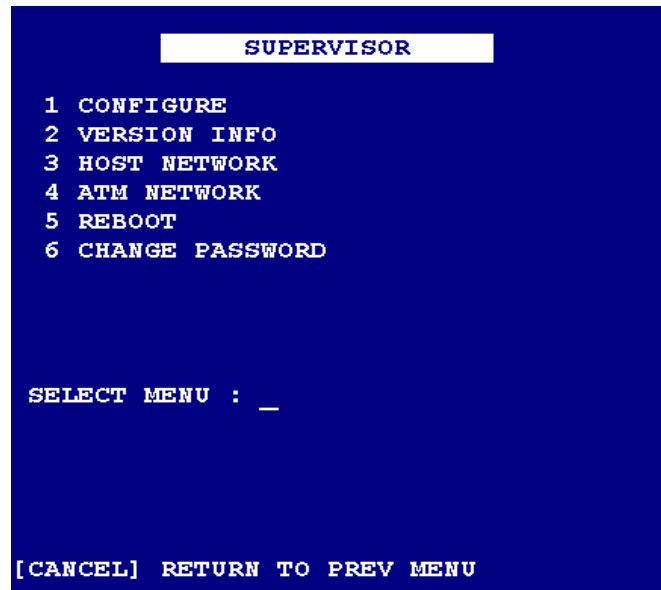 SUPERVISOR
1 CONFIGURE
2 VERSION INFO
3 HOST NETWORK
4 ATM NETWORK
5 REBOOT
6 CHANGE PASSWORD
SELECT MENU : _
[CANCEL] RETURN TO PREV MENU